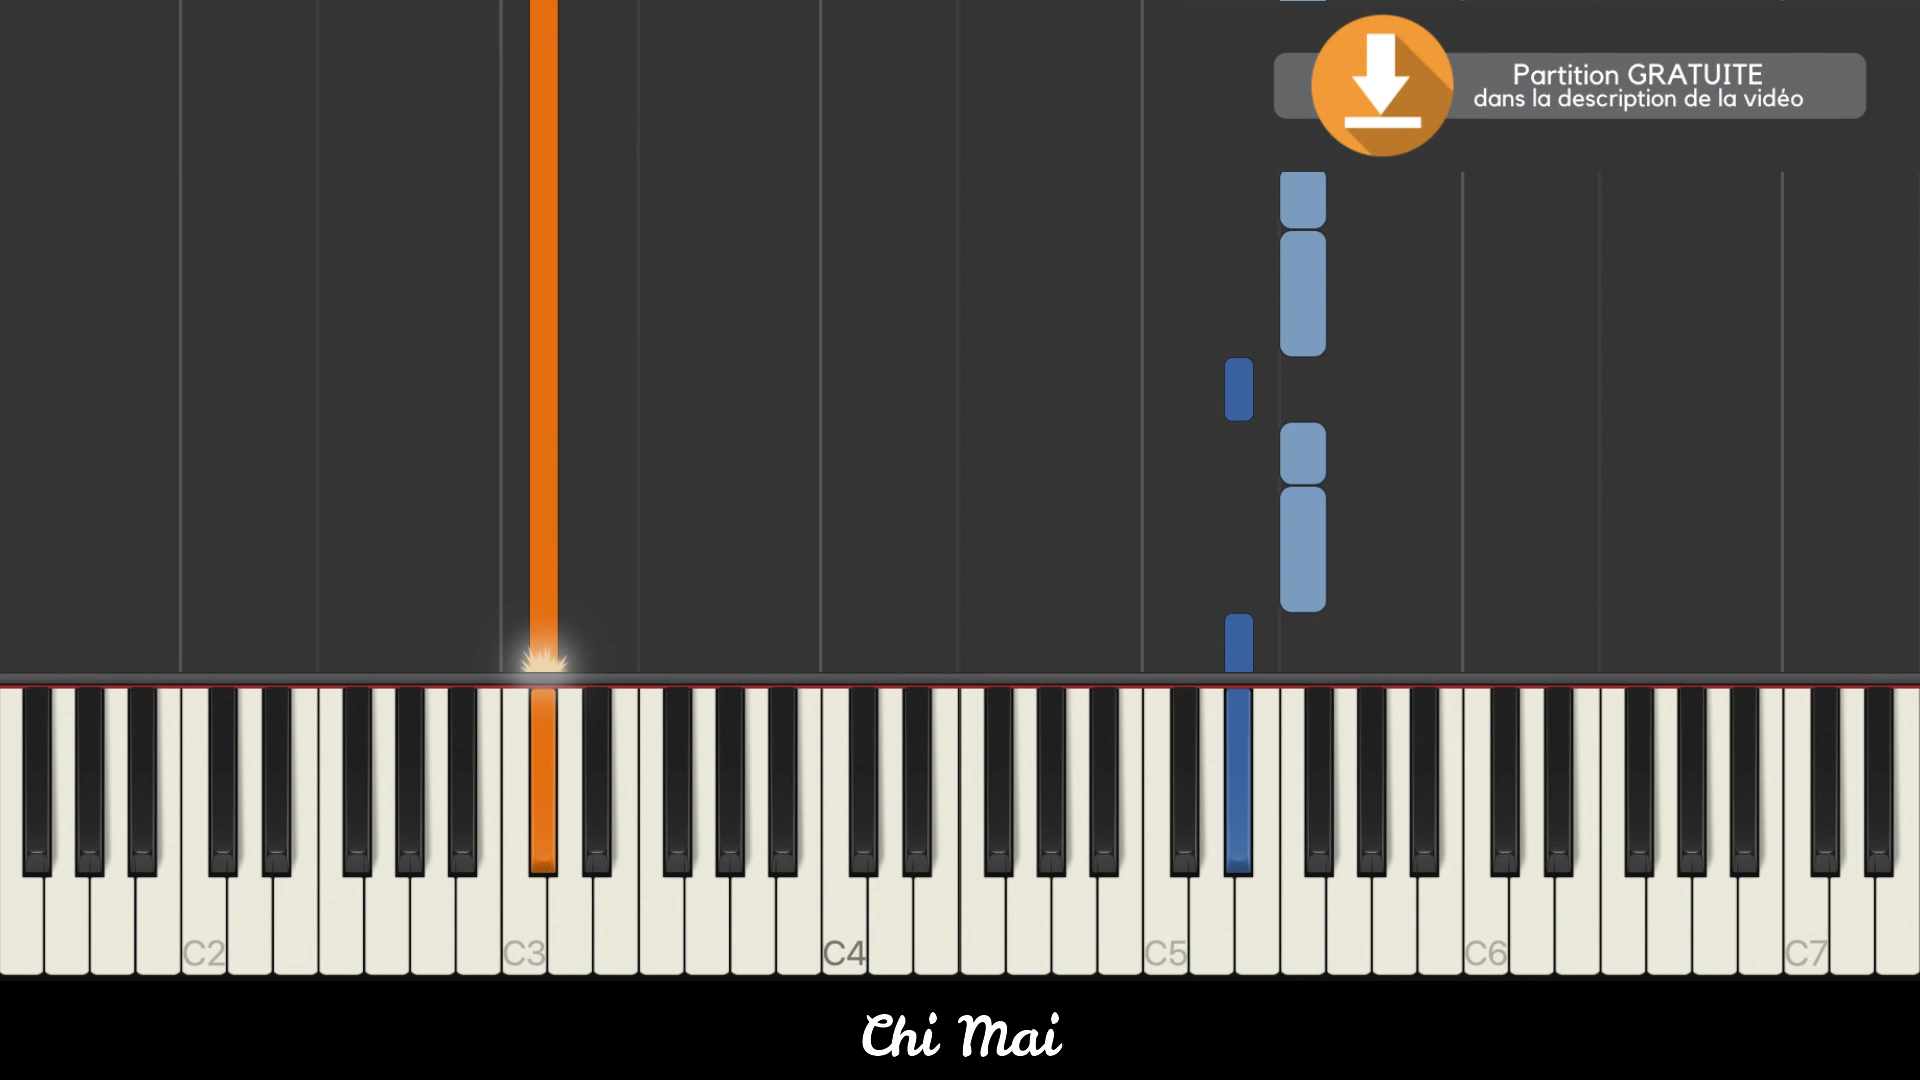 Partition GRATUITE
dans la description de la vidéo
C2 C3 C4 C5 C6 C7
Chi Mai